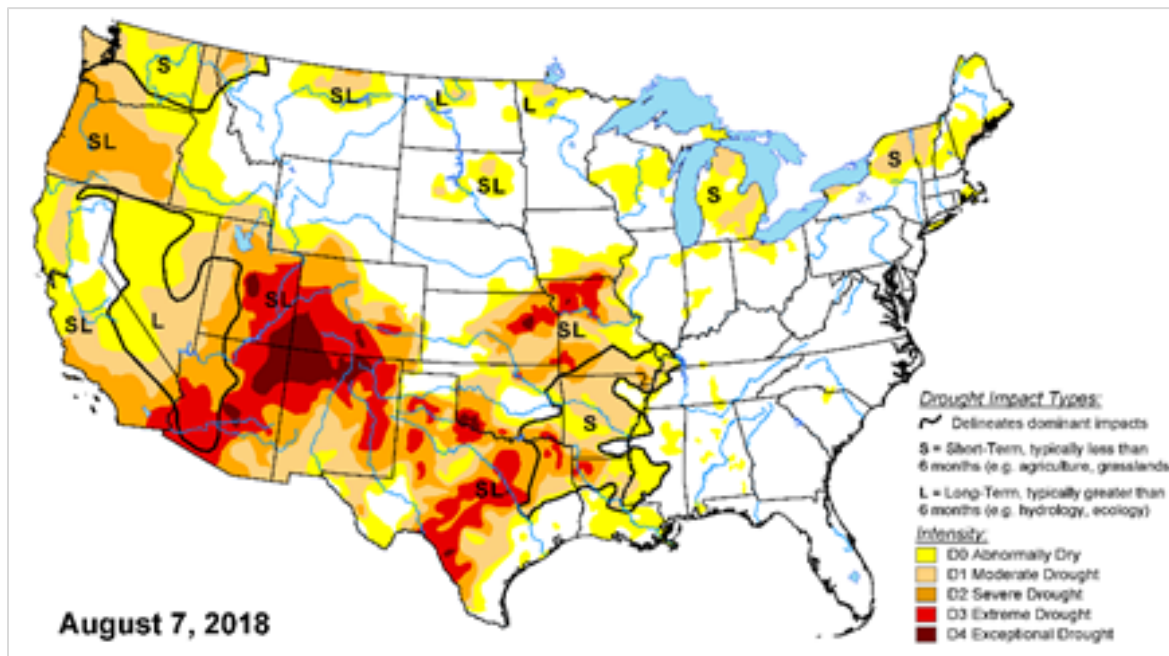 S
SL
L
L
SL
SL
S
S
SL
L
SL
SL
S
SL
Drought Impact Types:
Delineates dominant impacts
S = Short-Term, typically less than
6 months (e.g. agriculture, grasslands
L = Long-Term, typically greater than
6 months (e.g. hydrology, ecology)
Intensity:
D0 Abnormally Dry
D1 Moderate Drought
D2 Severe Drought
D3 Extreme Drought
D4 Exceptional Drought
August 7, 2018